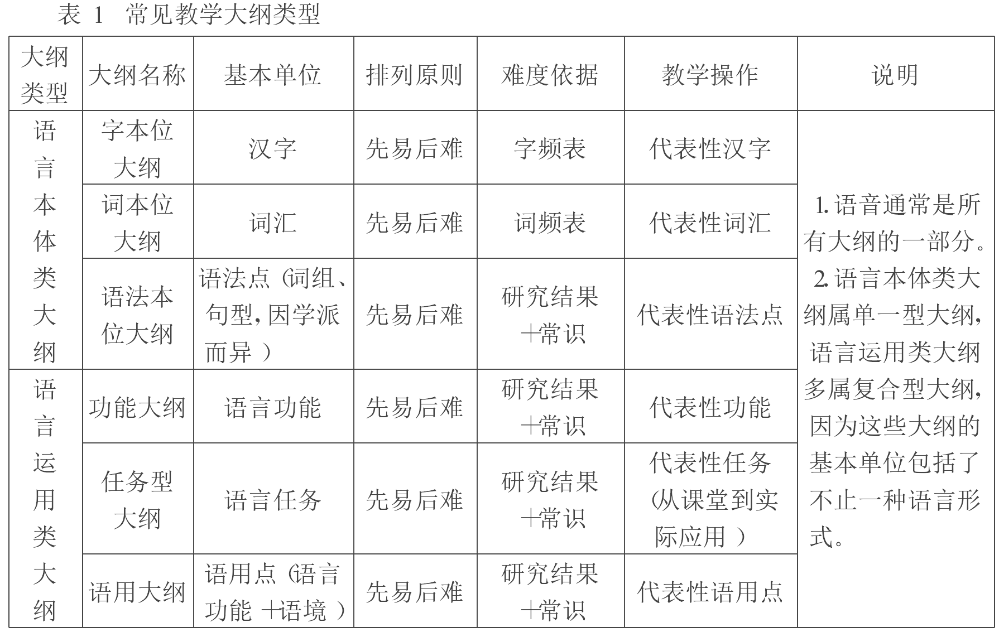 表 1 常见教学大纲类型
大纲
类型
大纲名称
基本单位
排列原则
难度依据
教学操作
说明
语
言
本
体
类
大
纲
字本位
大纲
汉字
先易后难
字频表
代表性汉字
词本位
大纲
词汇
先易后难
词频表
代表性词汇
语法本
位大纲
语法点（词组、
句型，因学派
而异）
先易后难
研究结果
+常识
代表性语法点
语
言
运
用
类
大
纲
功能大纲
语言功能
先易后难
研究结果
+常识
代表性功能
任务型
大纲
语言任务
先易后难
研究结果
+常识
代表性任务
（从课堂到实
际应用）
语用大纲
语用点（语言
功能+语境）
先易后难
研究结果
+常识
代表性语用点
1.语音通常是所
有大纲的一部分。
2.语言本体类大
纲属单一型大纲，
语言运用类大纲
多属复合型大纲，
因为这些大纲的
基本单位包括了
不止一种语言形
式。